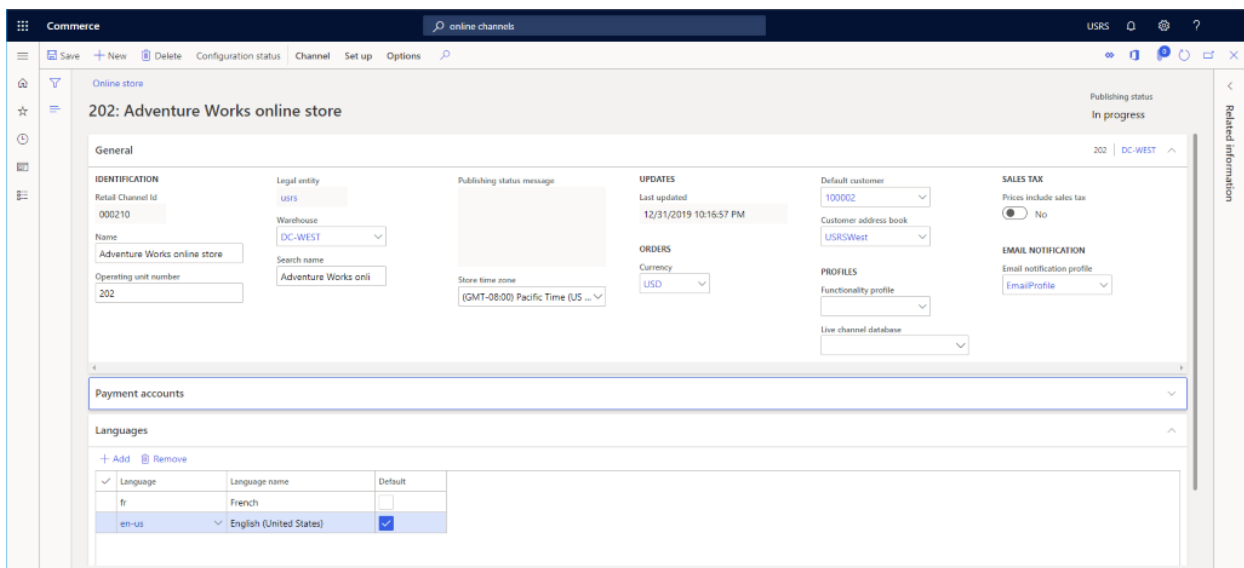 Commerce
online channels
USRS
?
Save
New
Delete
Configuration status
Channel
Set up
Options
0
Online store
202: Adventure Works online store
Publishing status
In progress
Related information
General
202 | DC-WEST
IDENTIFICATION
Retail Channel Id
000210
Name
Adventure Works online store
Operating unit number
202
Legal entity
usrs
Warehouse
DC-WEST
Search name
Adventure Works onli
Publishing status message
Store time zone
(GMT-08:00) Pacific Time (US ...
UPDATES
Last updated
12/31/2019 10:16:57 PM
ORDERS
Currency
USD
Default customer
100002
Customer address book
USRSWest
PROFILES
Functionality profile
Live channel database
SALES TAX
Prices include sales tax
No
EMAIL NOTIFICATION
Email notification profile
EmailProfile
Payment accounts
Languages
Add
Remove
Language Language name Default
fr French
en-us English (United States)